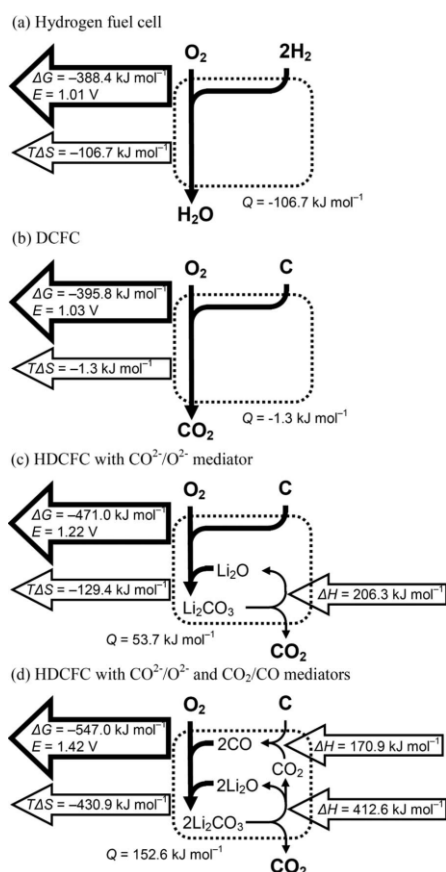 (a) Hydrogen fuel cell
O₂ 2H₂
ΔG = –388.4 kJ mol⁻¹
E = 1.01 V
TΔS = –106.7 kJ mol⁻¹
Q = -106.7 kJ mol⁻¹
H₂O
(b) DCFC
O₂ C
ΔG = –395.8 kJ mol⁻¹
E = 1.03 V
TΔS = –1.3 kJ mol⁻¹
Q = -1.3 kJ mol⁻¹
CO₂
(c) HDCFC with CO²⁻/O²⁻ mediator
O₂ C
ΔG = –471.0 kJ mol⁻¹
E = 1.22 V
Li₂O
TΔS = –129.4 kJ mol⁻¹
ΔH = 206.3 kJ mol⁻¹
Li₂CO₃
Q = 53.7 kJ mol⁻¹
CO₂
(d) HDCFC with CO²⁻/O²⁻ and CO₂/CO mediators
O₂ C
ΔG = –547.0 kJ mol⁻¹
E = 1.42 V
2CO
ΔH = 170.9 kJ mol⁻¹
CO₂
2Li₂O
TΔS = –430.9 kJ mol⁻¹
ΔH = 412.6 kJ mol⁻¹
2Li₂CO₃
Q = 152.6 kJ mol⁻¹
CO₂